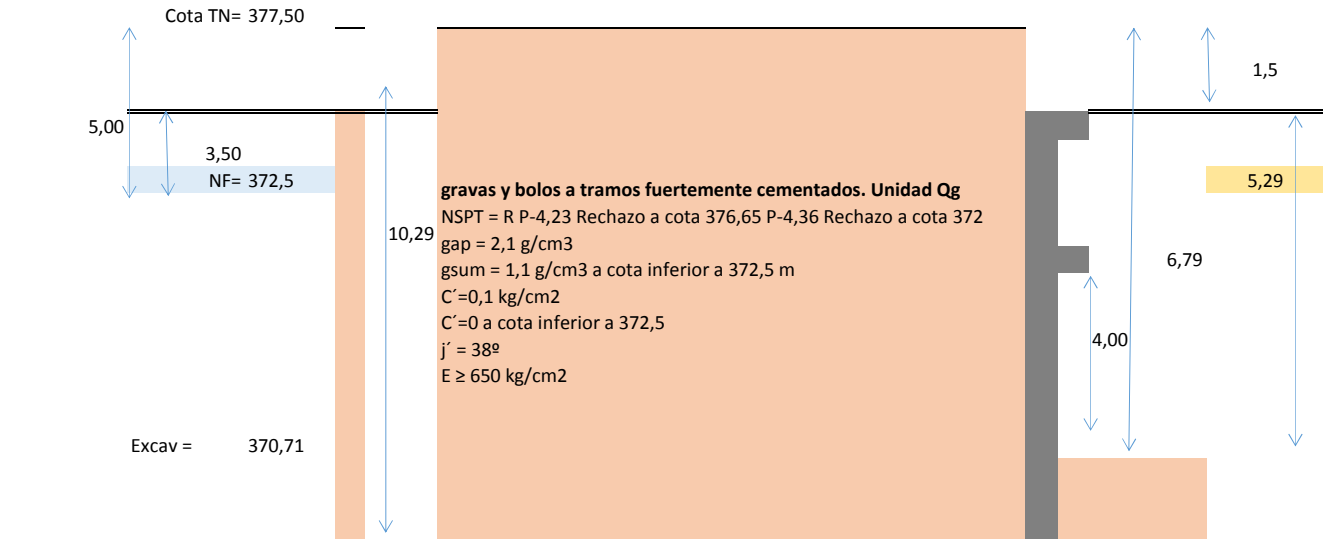 Cota TN= 377,50
1,5
5,00
3,50
NF= 372,5
5,29
gravas y bolos a tramos fuertemente cementados. Unidad Qg
NSPT = R P-4,23 Rechazo a cota 376,65 P-4,36 Rechazo a cota 372
10,29
gap = 2,1 g/cm3
6,79
gsum = 1,1 g/cm3 a cota inferior a 372,5 m
C´=0,1 kg/cm2
C´=0 a cota inferior a 372,5
4,00
j´ = 38º
E ≥ 650 kg/cm2
Excav = 370,71